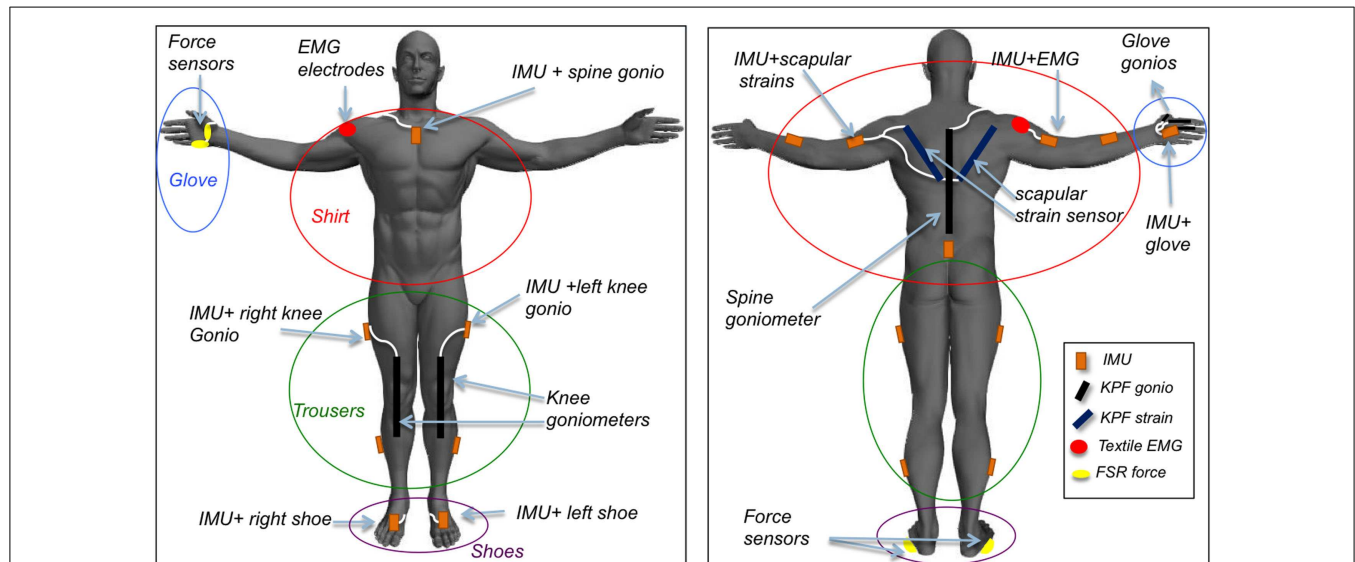 Force
sensors
EMG
electrodes
IMU + spine gonio
Glove
Shirt
IMU+ right knee
Gonio
IMU +left knee
gonio
Trousers
Knee
goniometers
IMU+ right shoe
IMU+ left shoe
Shoes
IMU+scapular
strains
IMU+EMG
Glove
gonios
scapular
strain sensor
IMU+
glove
Spine
goniometer
IMU
KPF gonio
KPF strain
Textile EMG
FSR force
Force
sensors